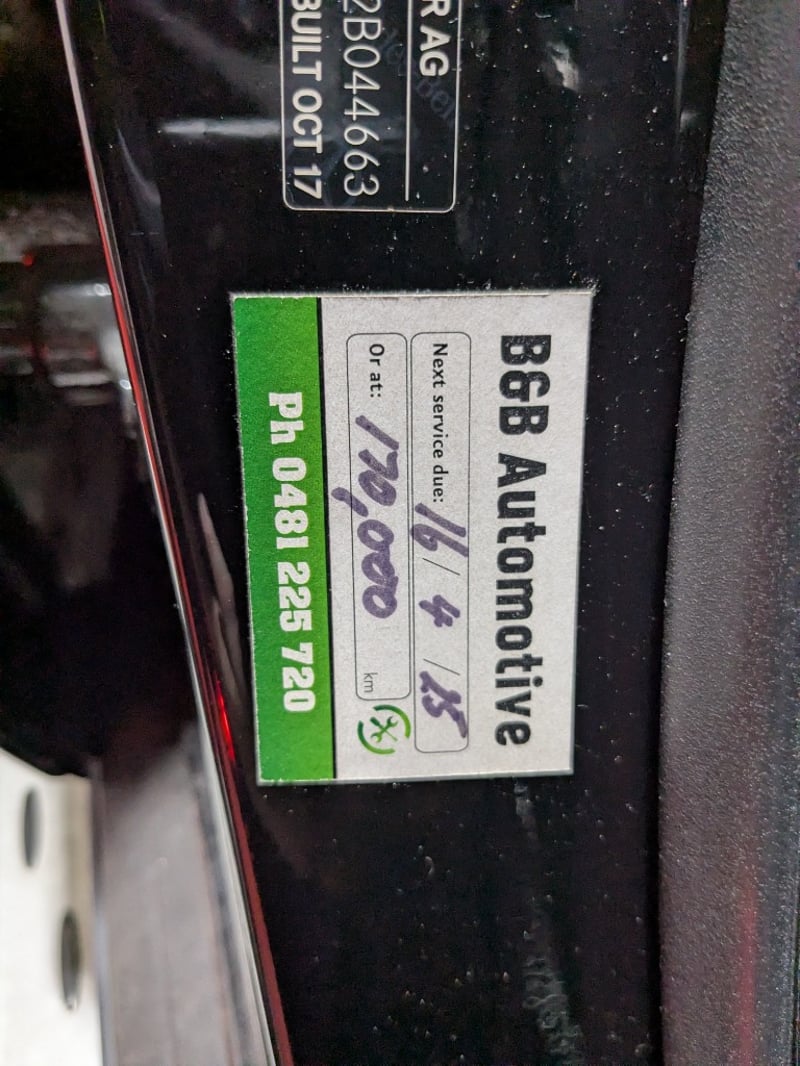 R AG
2B044663
BUILT OCT 17
B&B Automotive
Next service due: 16/4/25
Or at: 170,000 km
Ph 0481 225 720